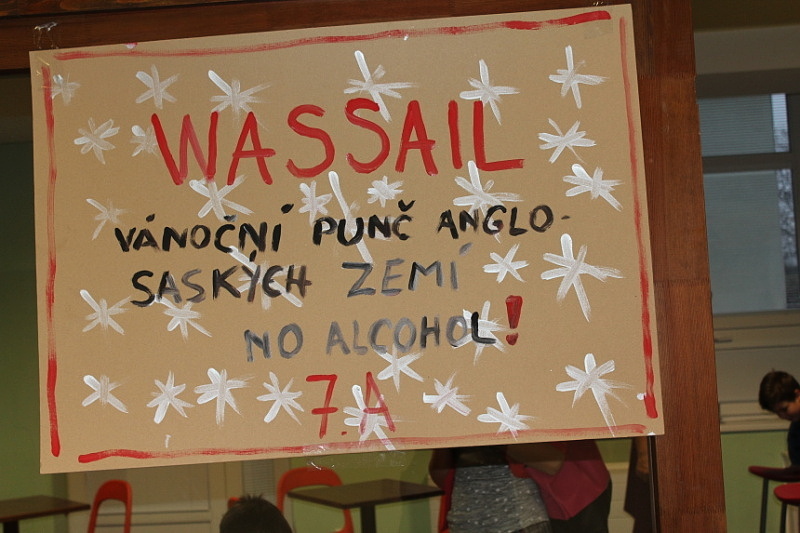 WASSAIL
VÁNOČNÍ PUNČ ANGLO-
SASKÝCH ZEMÍ
NO ALCOHOL!
7.A